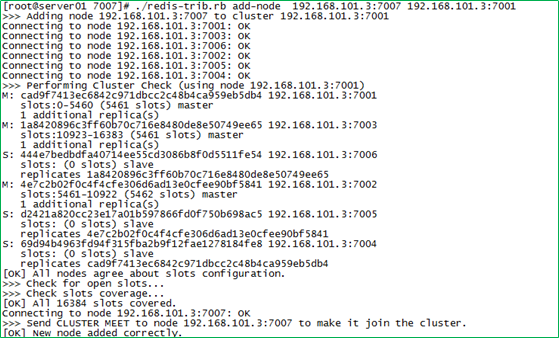 [root@server01 7007]# ./redis-trib.rb add-node  192.168.101.3:7007 192.168.101.3:7001
>>> Adding node 192.168.101.3:7007 to cluster 192.168.101.3:7001
Connecting to node 192.168.101.3:7001: OK
Connecting to node 192.168.101.3:7003: OK
Connecting to node 192.168.101.3:7006: OK
Connecting to node 192.168.101.3:7002: OK
Connecting to node 192.168.101.3:7005: OK
Connecting to node 192.168.101.3:7004: OK
>>> Performing Cluster Check (using node 192.168.101.3:7001)
M: cad9f7413ec6842c971dbcc2c48b4ca959eb5db4 192.168.101.3:7001
   slots:0-5460 (5461 slots) master
   1 additional replica(s)
M: 1a8420896c3ff60b70c716e8480de8e50749ee65 192.168.101.3:7003
   slots:10923-16383 (5461 slots) master
   1 additional replica(s)
S: 444e7bedbdfa40714ee55cd3086b8f0d5511fe54 192.168.101.3:7006
   slots: (0 slots) slave
   replicates 1a8420896c3ff60b70c716e8480de8e50749ee65
M: 4e7c2b02f0c4f4cfe306d6ad13e0cfee90bf5841 192.168.101.3:7002
   slots:5461-10922 (5462 slots) master
   1 additional replica(s)
S: d2421a820cc23e17a01b597866fd0f750b698ac5 192.168.101.3:7005
   slots: (0 slots) slave
   replicates 4e7c2b02f0c4f4cfe306d6ad13e0cfee90bf5841
S: 69d94b4963fd94f315fba2b9f12fae1278184fe8 192.168.101.3:7004
   slots: (0 slots) slave
   replicates cad9f7413ec6842c971dbcc2c48b4ca959eb5db4
[OK] All nodes agree about slots configuration.
>>> Check for open slots...
>>> Check slots coverage...
[OK] All 16384 slots covered.
Connecting to node 192.168.101.3:7007: OK
>>> Send CLUSTER MEET to node 192.168.101.3:7007 to make it join the cluster.
[OK] New node added correctly.